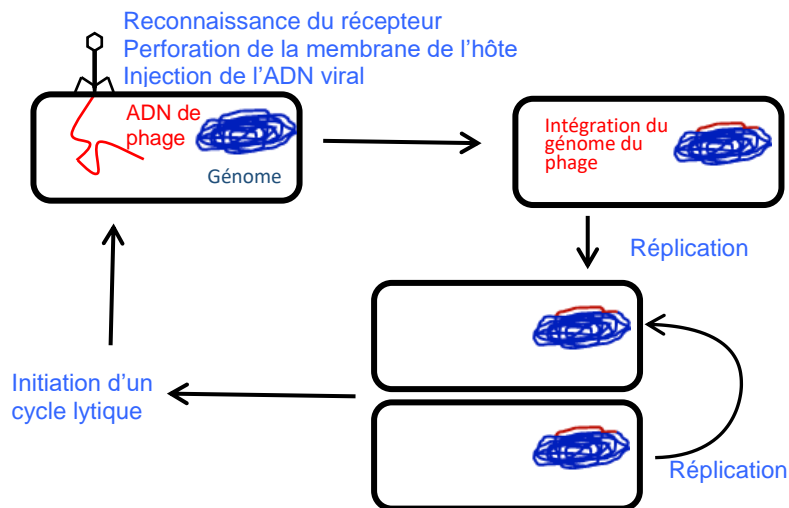 Reconnaissance du récepteur
Perforation de la membrane de l’hôte
Injection de l’ADN viral
ADN de
phage
Génome
Intégration du
génome du
phage
Réplication
Initiation d’un
cycle lytique
Réplication